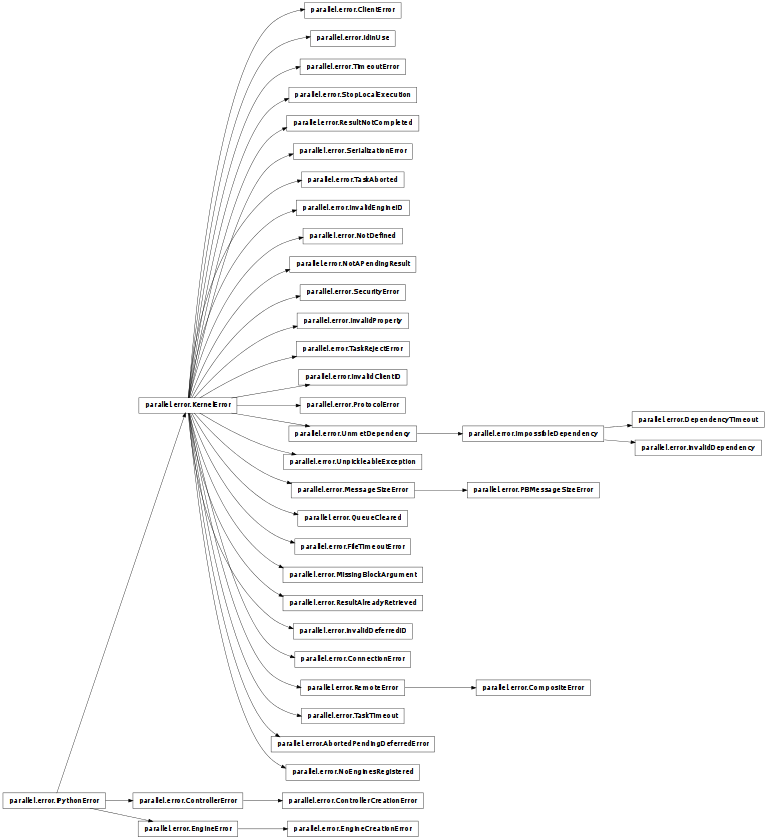 parallel.error.ClientError
parallel.error.IdInUse
parallel.error.TimeoutError
parallel.error.StopLocalExecution
parallel.error.ResultNotCompleted
parallel.error.SerializationError
parallel.error.TaskAborted
parallel.error.InvalidEngineID
parallel.error.NotDefined
parallel.error.NotAPendingResult
parallel.error.SecurityError
parallel.error.InvalidProperty
parallel.error.TaskRejectError
parallel.error.InvalidClientID
parallel.error.KernelError
parallel.error.ProtocolError
parallel.error.DependencyTimeout
parallel.error.UnmetDependency
parallel.error.ImpossibleDependency
parallel.error.InvalidDependency
parallel.error.UnpickleableException
parallel.error.MessageSizeError
parallel.error.PBMessageSizeError
parallel.error.QueueCleared
parallel.error.FileTimeoutError
parallel.error.MissingBlockArgument
parallel.error.ResultAlreadyRetrieved
parallel.error.InvalidDeferredID
parallel.error.ConnectionError
parallel.error.RemoteError
parallel.error.CompositeError
parallel.error.TaskTimeout
parallel.error.AbortedPendingDeferredError
parallel.error.NoEnginesRegistered
parallel.error.IPythonError
parallel.error.ControllerError
parallel.error.ControllerCreationError
parallel.error.EngineError
parallel.error.EngineCreationError